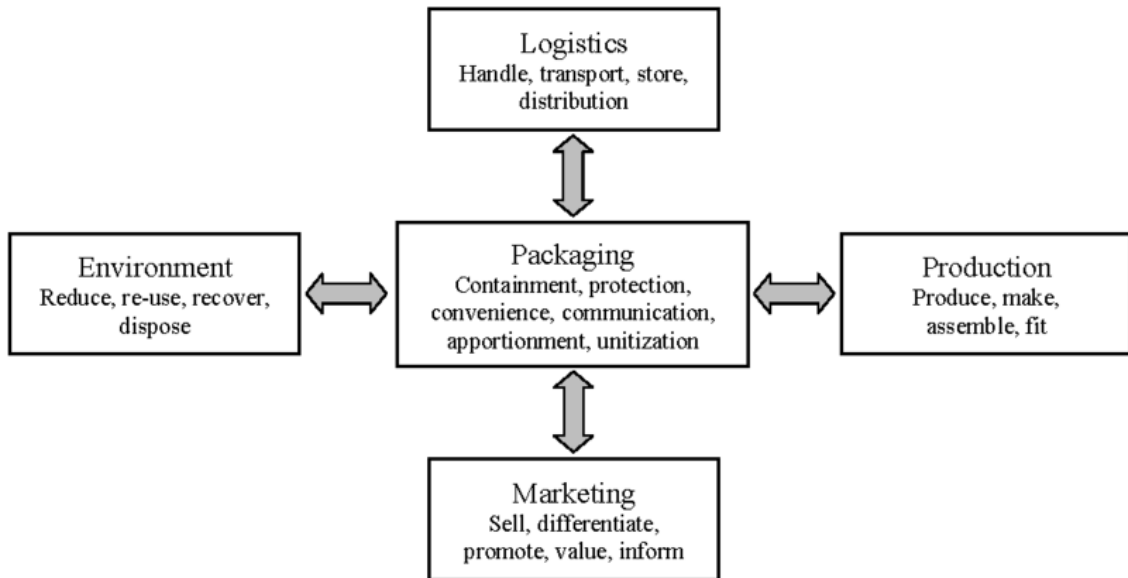 Logistics
Handle, transport, store,
distribution
Environment
Reduce, re-use, recover,
dispose
Packaging
Containment, protection,
convenience, communication,
apportionment, unitization
Production
Produce, make,
assemble, fit
Marketing
Sell, differentiate,
promote, value, inform